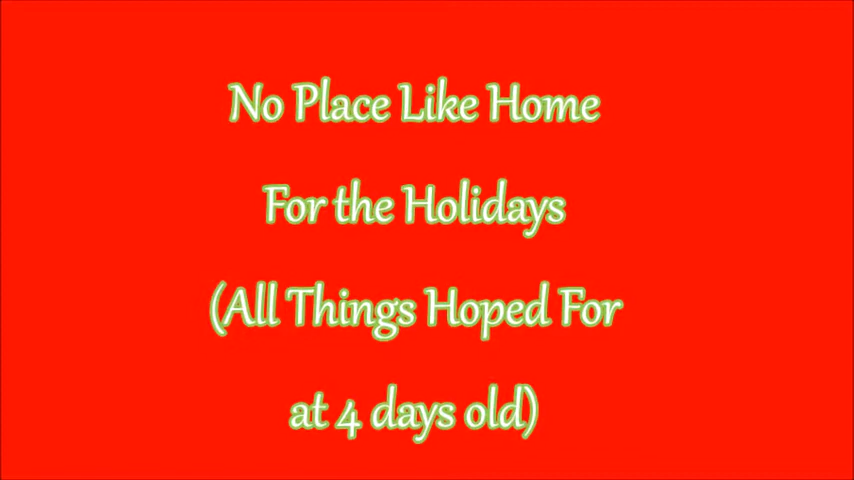 No Place Like Home
For the Holidays
(All Things Hoped For
at 4 days old)